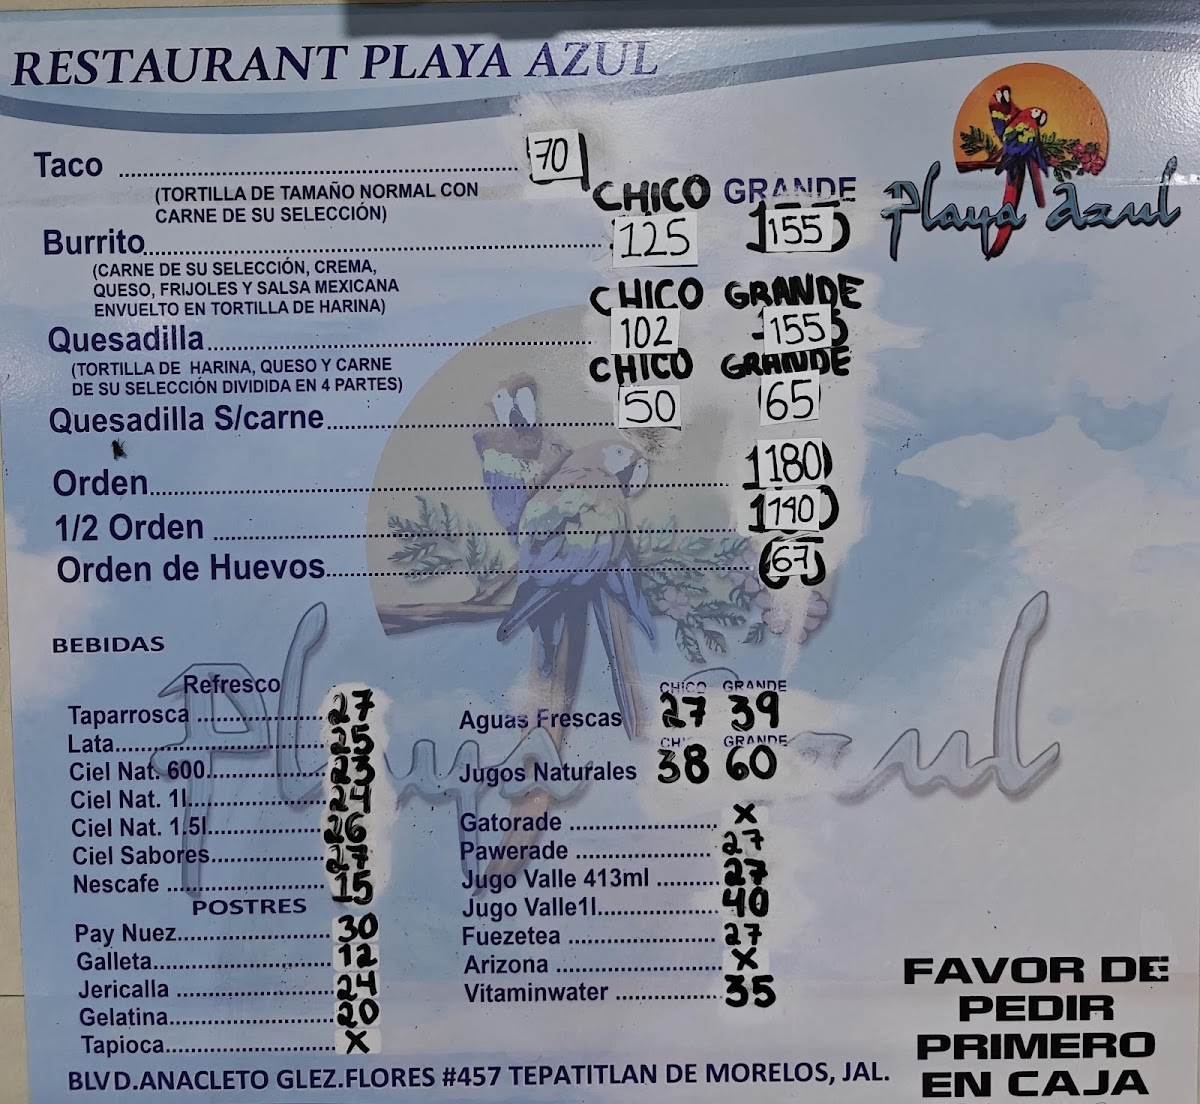 RESTAURANT PLAYA AZUL
Playa Azul
Taco ........ 70
(TORTILLA DE TAMAÑO NORMAL CON
CARNE DE SU SELECCIÓN)
CHICO GRANDE
Burrito ........ 125 155
(CARNE DE SU SELECCIÓN, CREMA,
QUESO, FRIJOLES Y SALSA MEXICANA
ENVUELTO EN TORTILLA DE HARINA)
CHICO GRANDE
Quesadilla ........ 102 155
(TORTILLA DE HARINA, QUESO Y CARNE
DE SU SELECCIÓN DIVIDIDA EN 4 PARTES)
CHICO GRANDE
Quesadilla S/carne ........ 50 65
Orden ........ 180
1/2 Orden ........ 140
Orden de Huevos ........ 67
Playa Azul
BEBIDAS
Refresco
Taparrosca ........ 27
Lata ........ 25
Ciel Nat. 600 ........ 23
Ciel Nat. 1l ........ 24
Ciel Nat. 1.5l ........ 26
Ciel Sabores ........ 27
Nescafe ........ 15
POSTRES
Pay Nuez ........ 30
Galleta ........ 12
Jericalla ........ 24
Gelatina ........ 20
Tapioca ........ X
CHICO GRANDE
Aguas Frescas 27 39
GRANDE
Jugos Naturales 38 60
Gatorade ........ X
Pawerade ........ 27
Jugo Valle 413ml ........ 27
Jugo Valle1l ........ 40
Fuezetea ........ 27
Arizona ........ X
Vitaminwater ........ 35
FAVOR DE
PEDIR
PRIMERO
EN CAJA
BLVD.ANACLETO GLEZ.FLORES #457 TEPATITLAN DE MORELOS, JAL.